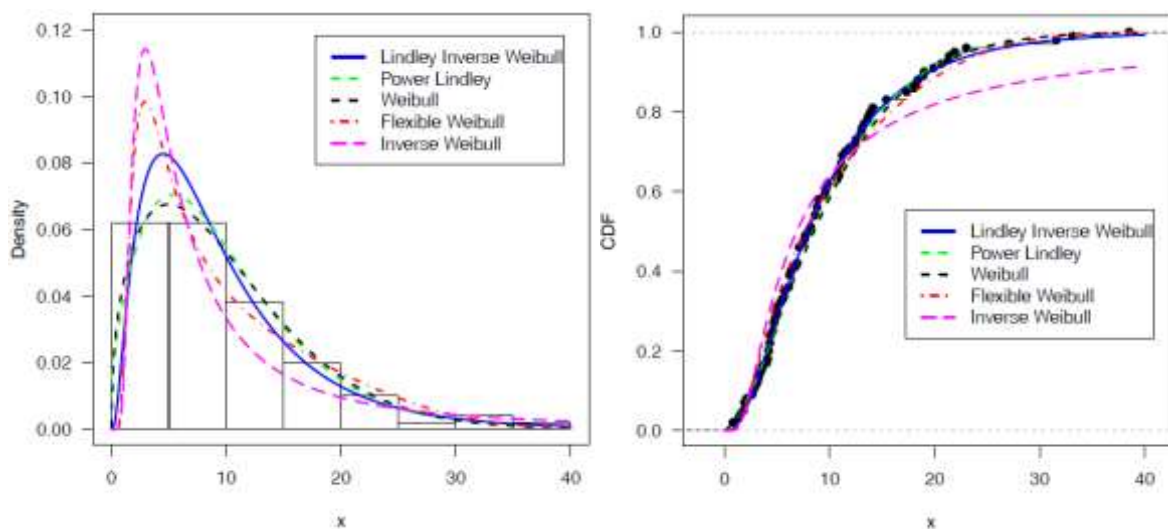 0.12
0.10
0.08
0.06
0.04
0.02
0.00
Density
Lindley Inverse Weibull
Power Lindley
Weibull
Flexible Weibull
Inverse Weibull
0 10 20 30 40
x
1.0
0.8
0.6
0.4
0.2
0.0
CDF
Lindley Inverse Weibull
Power Lindley
Weibull
Flexible Weibull
Inverse Weibull
0 10 20 30 40
x